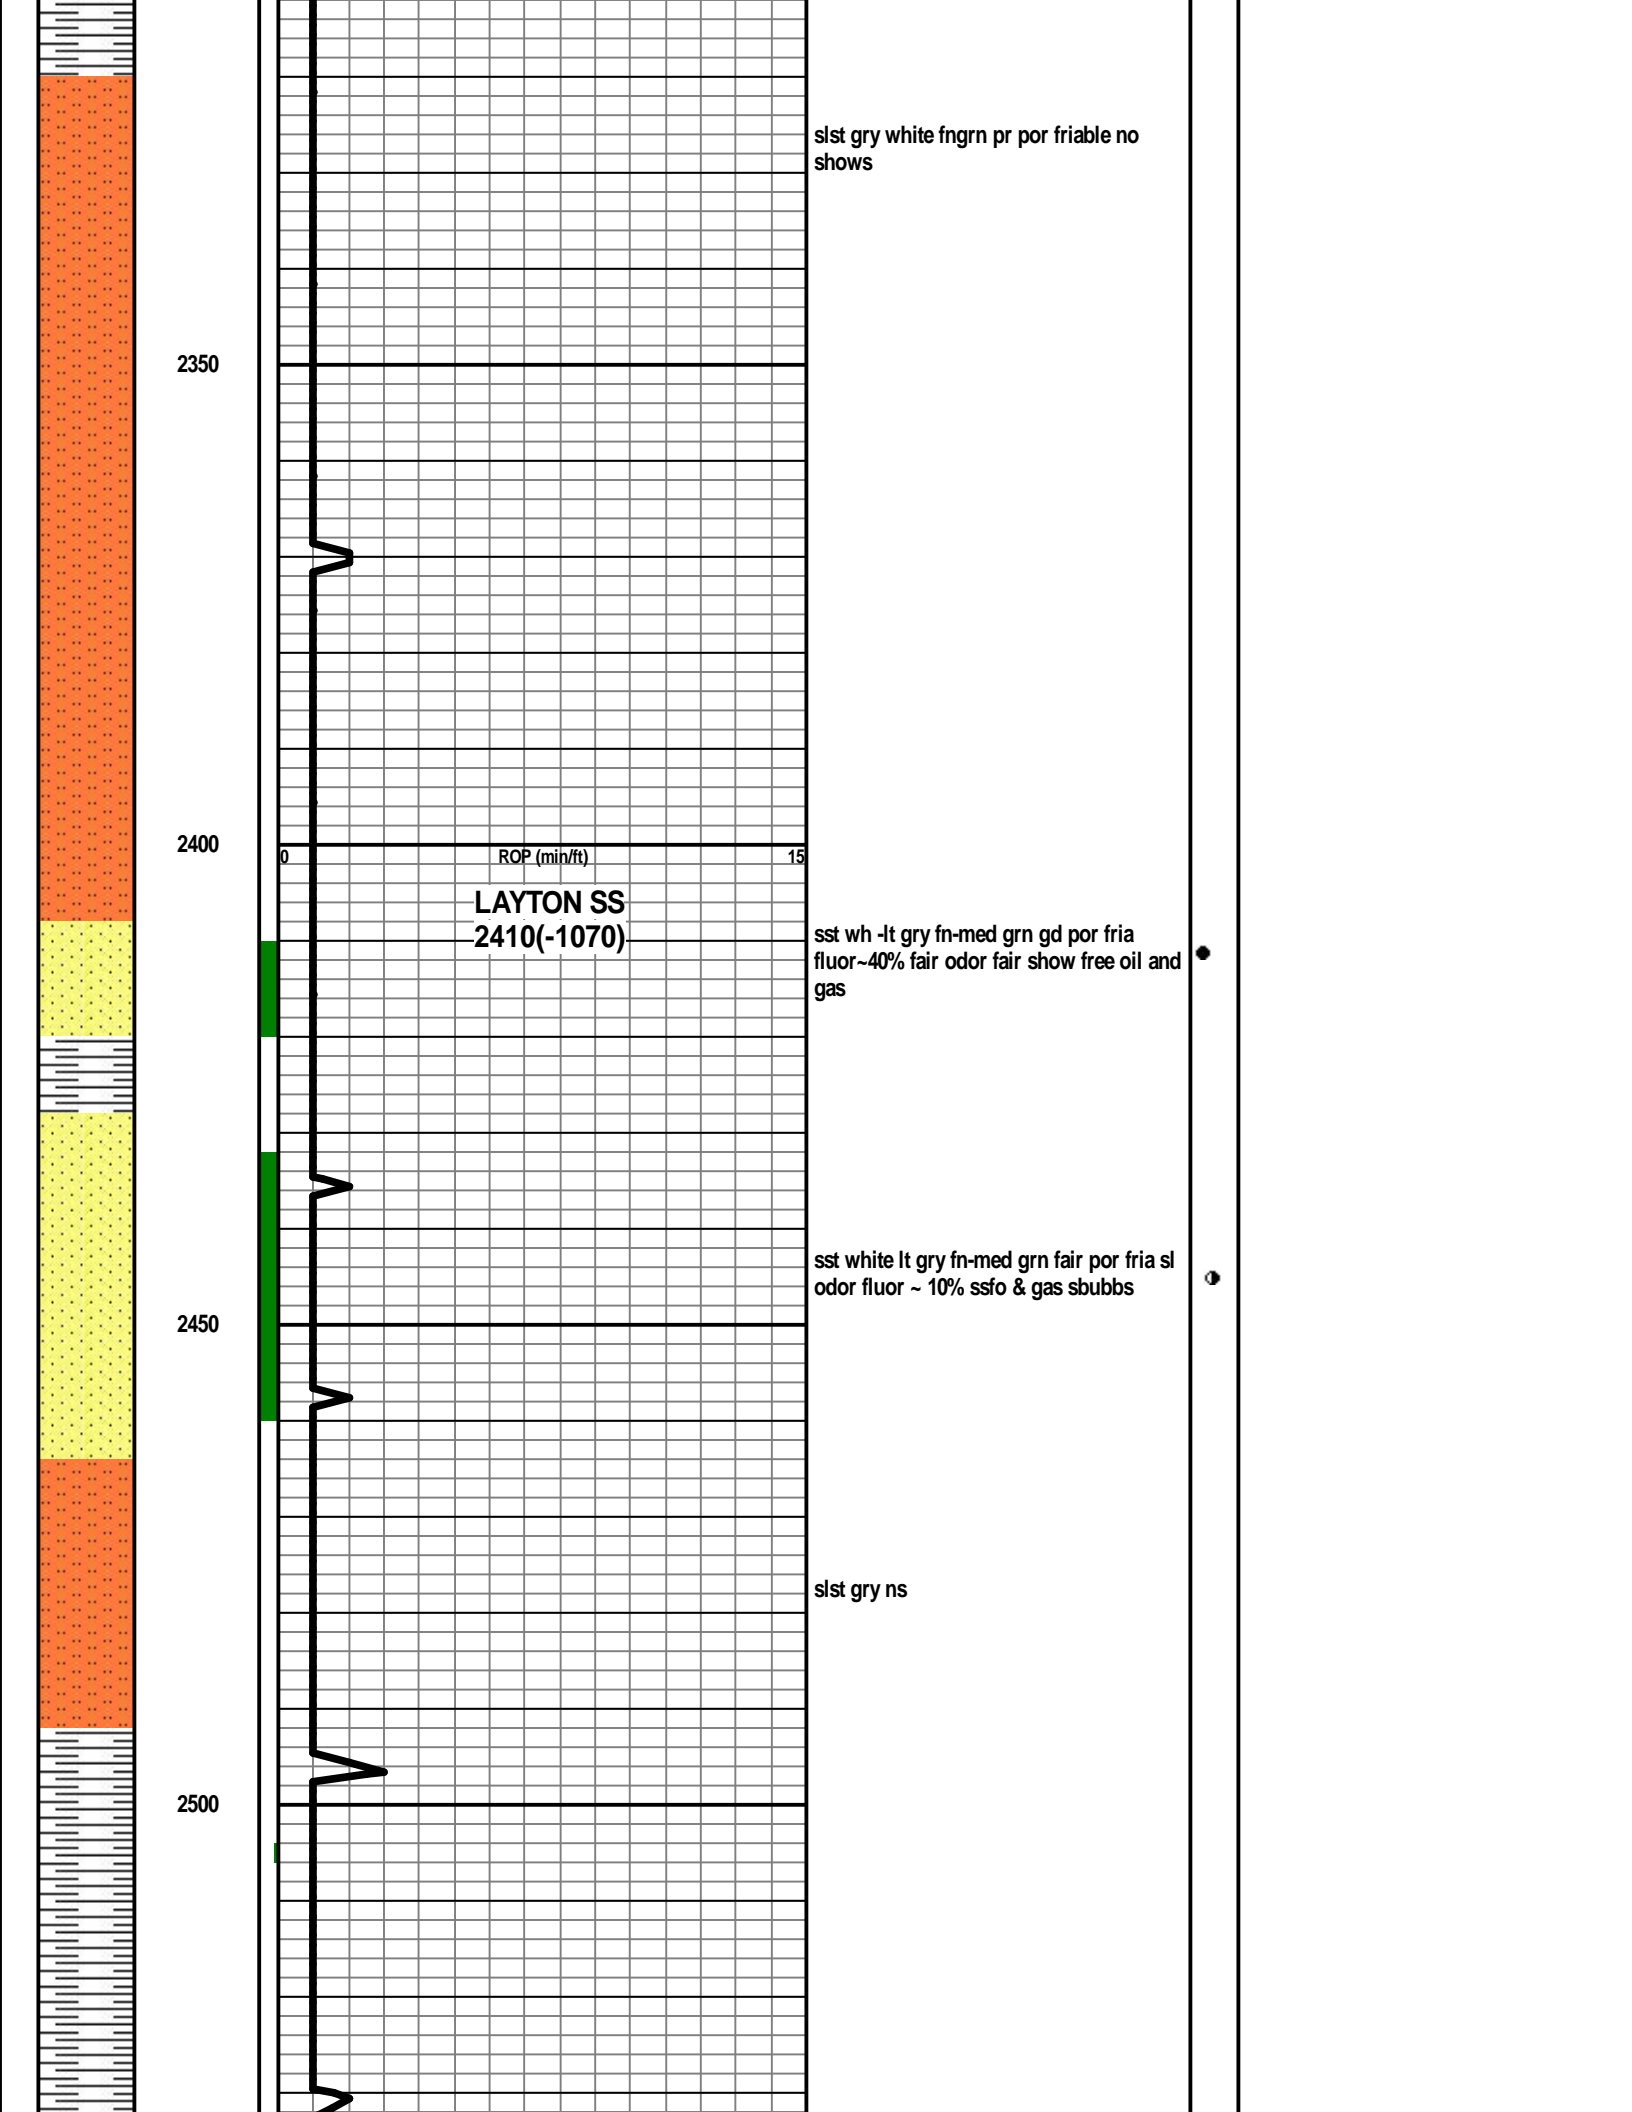 slst gry white fngrn pr por friable no
shows
2350
2400
0 ROP (min/ft) 15
LAYTON SS
2410(-1070)
sst wh -lt gry fn-med grn gd por fria
fluor~40% fair odor fair show free oil and
gas
sst white lt gry fn-med grn fair por fria sl
odor fluor ~ 10% ssfo & gas sbubbs
2450
slst gry ns
2500